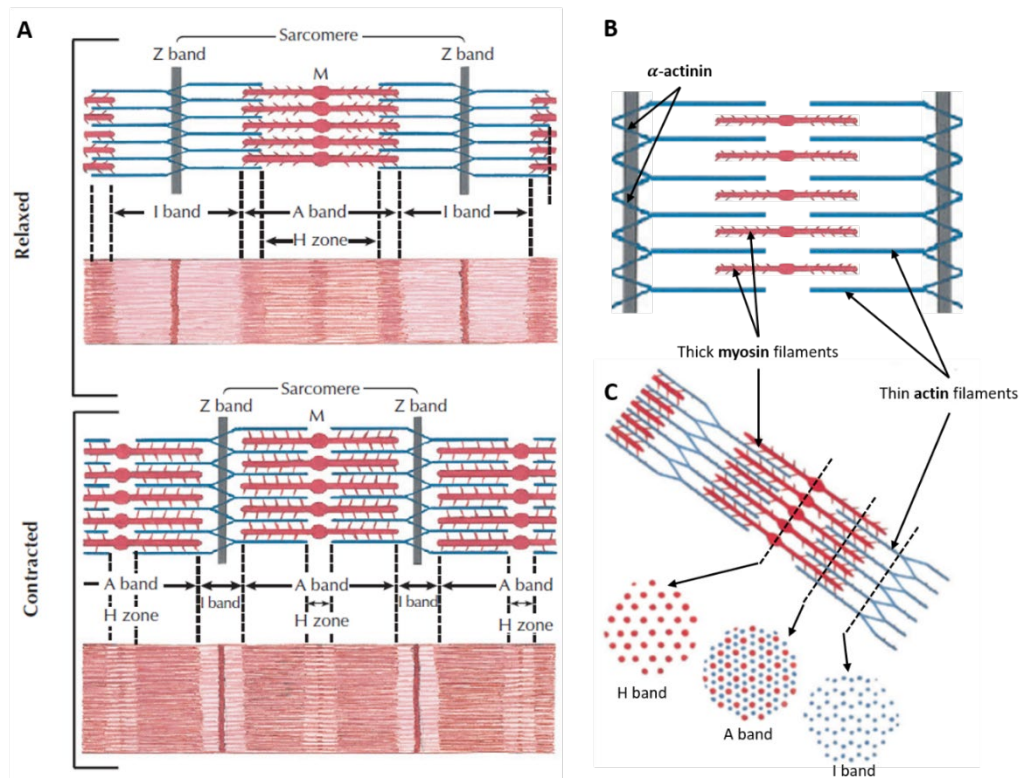 A
Sarcomere
Z band
Z band
M
I band
A band
I band
H zone
Relaxed
Sarcomere
Z band
M
Z band
A band
I band
A band
I band
A band
H zone
H zone
H zone
Contracted
B
α-actinin
Thick myosin filaments
Thin actin filaments
C
H band
A band
I band